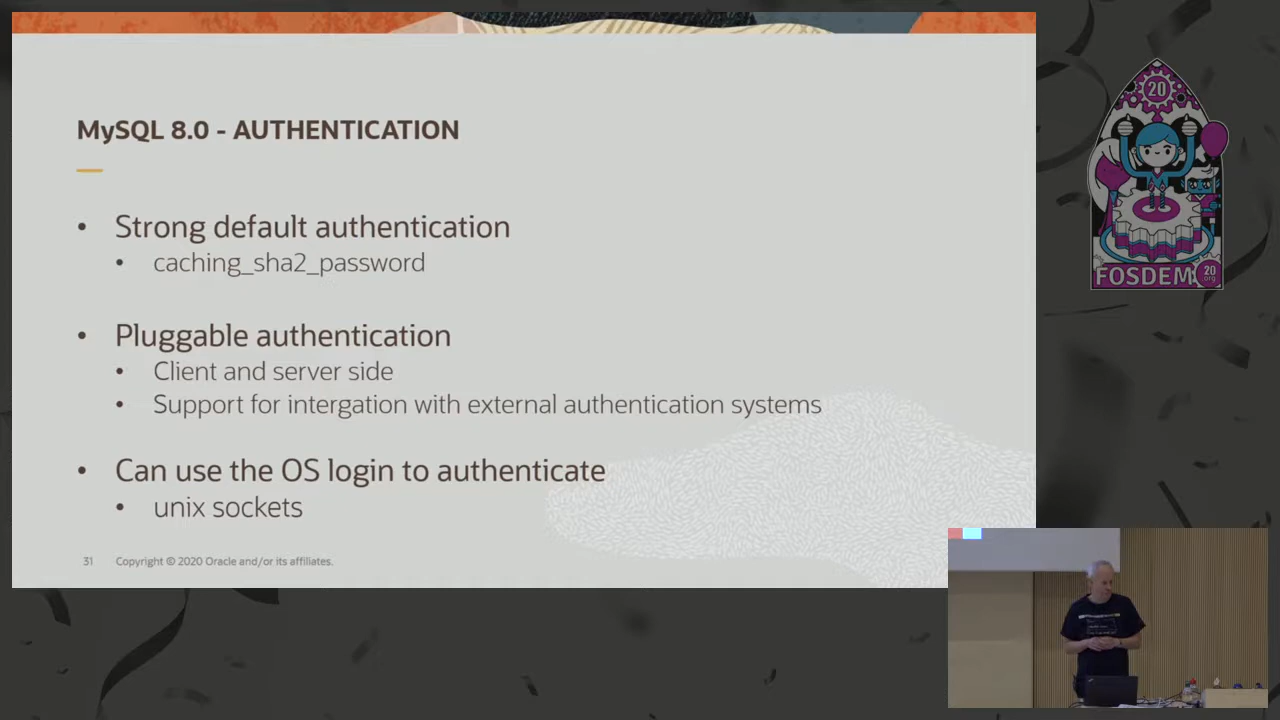 MySQL 8.0 - AUTHENTICATION
• Strong default authentication
• caching_sha2_password
• Pluggable authentication
• Client and server side
• Support for intergation with external authentication systems
• Can use the OS login to authenticate
• unix sockets
31 Copyright © 2020 Oracle and/or its affiliates.
20
FOSDEM
20
.org